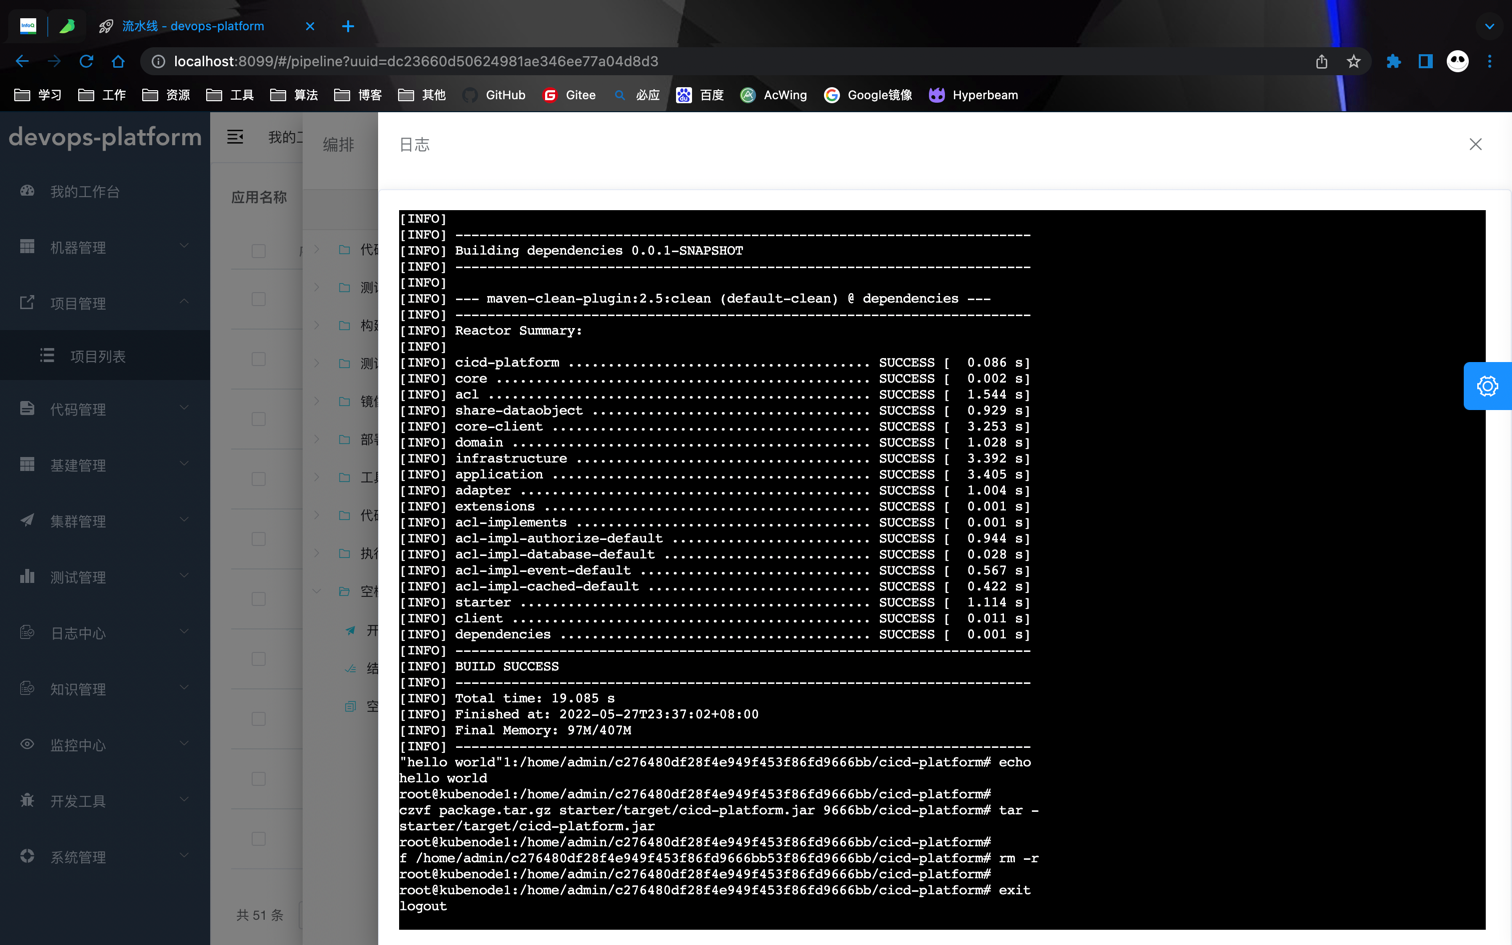 InfoQ
流水线 - devops-platform
localhost:8099/#/pipeline?uuid=dc23660d50624981ae346ee77a04d8d3
学习 工作 资源 工具 算法 博客 其他 GitHub Gitee 必应 百度 AcWing Google镜像 Hyperbeam
devops-platform
我的工作台
机器管理
项目管理
项目列表
代码管理
基建管理
集群管理
测试管理
日志中心
知识管理
监控中心
开发工具
系统管理
我的
应用名称
共 51 条
编排
代
测
构
测
镜
部
工
代
执
空
开
结
空
日志
[INFO]
[INFO] ------------------------------------------------------------------------
[INFO] Building dependencies 0.0.1-SNAPSHOT
[INFO] ------------------------------------------------------------------------
[INFO]
[INFO] --- maven-clean-plugin:2.5:clean (default-clean) @ dependencies ---
[INFO] ------------------------------------------------------------------------
[INFO] Reactor Summary:
[INFO]
[INFO] cicd-platform ...................................... SUCCESS [  0.086 s]
[INFO] core ............................................... SUCCESS [  0.002 s]
[INFO] acl ................................................ SUCCESS [  1.544 s]
[INFO] share-dataobject ................................... SUCCESS [  0.929 s]
[INFO] core-client ........................................ SUCCESS [  3.253 s]
[INFO] domain ............................................. SUCCESS [  1.028 s]
[INFO] infrastructure ..................................... SUCCESS [  3.392 s]
[INFO] application ........................................ SUCCESS [  3.405 s]
[INFO] adapter ............................................ SUCCESS [  1.004 s]
[INFO] extensions ......................................... SUCCESS [  0.001 s]
[INFO] acl-implements ..................................... SUCCESS [  0.001 s]
[INFO] acl-impl-authorize-default ......................... SUCCESS [  0.944 s]
[INFO] acl-impl-database-default .......................... SUCCESS [  0.028 s]
[INFO] acl-impl-event-default ............................. SUCCESS [  0.567 s]
[INFO] acl-impl-cached-default ............................ SUCCESS [  0.422 s]
[INFO] starter ............................................ SUCCESS [  1.114 s]
[INFO] client ............................................. SUCCESS [  0.011 s]
[INFO] dependencies ....................................... SUCCESS [  0.001 s]
[INFO] ------------------------------------------------------------------------
[INFO] BUILD SUCCESS
[INFO] ------------------------------------------------------------------------
[INFO] Total time: 19.085 s
[INFO] Finished at: 2022-05-27T23:37:02+08:00
[INFO] Final Memory: 97M/407M
[INFO] ------------------------------------------------------------------------
"hello world"1:/home/admin/c276480df28f4e949f453f86fd9666bb/cicd-platform# echo
hello world
root@kubenode1:/home/admin/c276480df28f4e949f453f86fd9666bb/cicd-platform#
czvf package.tar.gz starter/target/cicd-platform.jar 9666bb/cicd-platform# tar -
starter/target/cicd-platform.jar
root@kubenode1:/home/admin/c276480df28f4e949f453f86fd9666bb/cicd-platform#
f /home/admin/c276480df28f4e949f453f86fd9666bb53f86fd9666bb/cicd-platform# rm -r
root@kubenode1:/home/admin/c276480df28f4e949f453f86fd9666bb/cicd-platform#
root@kubenode1:/home/admin/c276480df28f4e949f453f86fd9666bb/cicd-platform# exit
logout